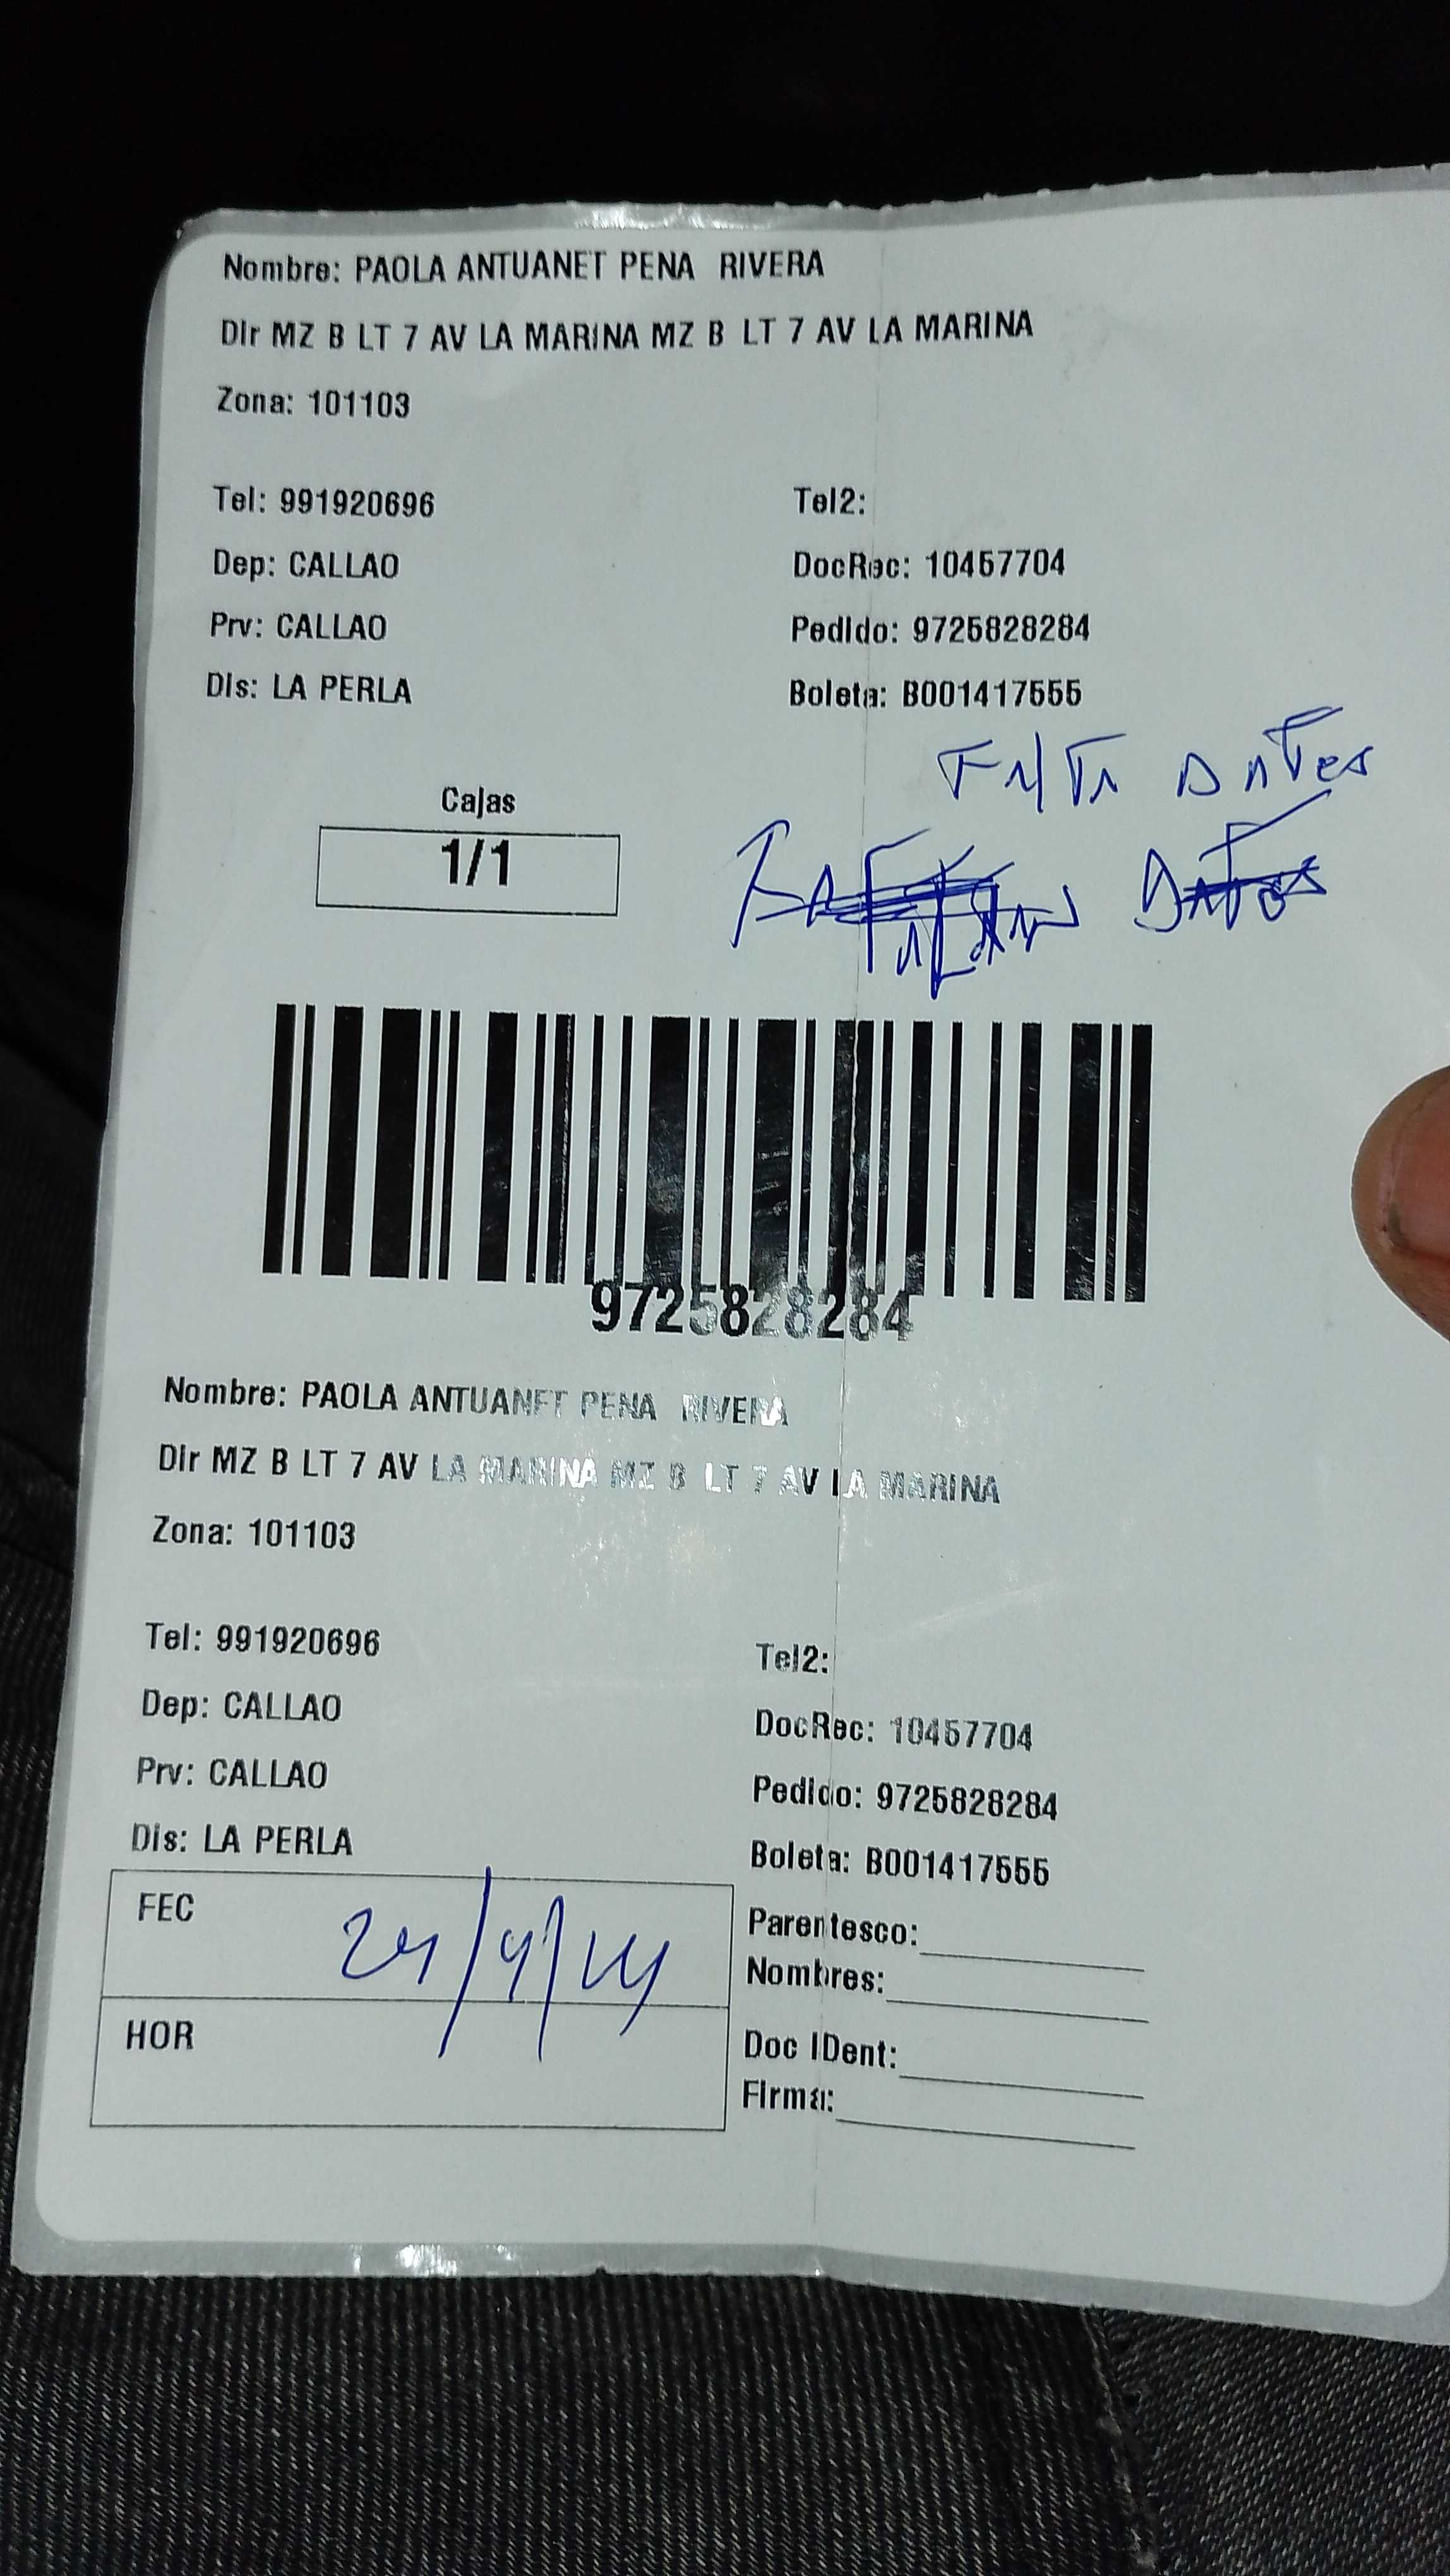 Nombre: PAOLA ANTUANET PENA RIVERA
Dir MZ B LT 7 AV LA MARINA MZ B LT 7 AV LA MARINA
Zona: 101103
Tel: 991920696 Tel2:
Dep: CALLAO DocRec: 10457704
Prv: CALLAO Pedido: 9725828284
Dis: LA PERLA Boleta: B001417555
FALTA DATOS
Cajas
1/1
DATOS
9725828284
Nombre: PAOLA ANTUANET PENA RIVERA
Dir MZ B LT 7 AV LA MARINA MZ B LT 7 AV LA MARINA
Zona: 101103
Tel: 991920696 Tel2:
Dep: CALLAO DocRec: 10457704
Prv: CALLAO Pedido: 9725828284
Dis: LA PERLA Boleta: B001417555
FEC 24/4/14 Parentesco:
Nombres:
HOR Doc IDent:
Firma: